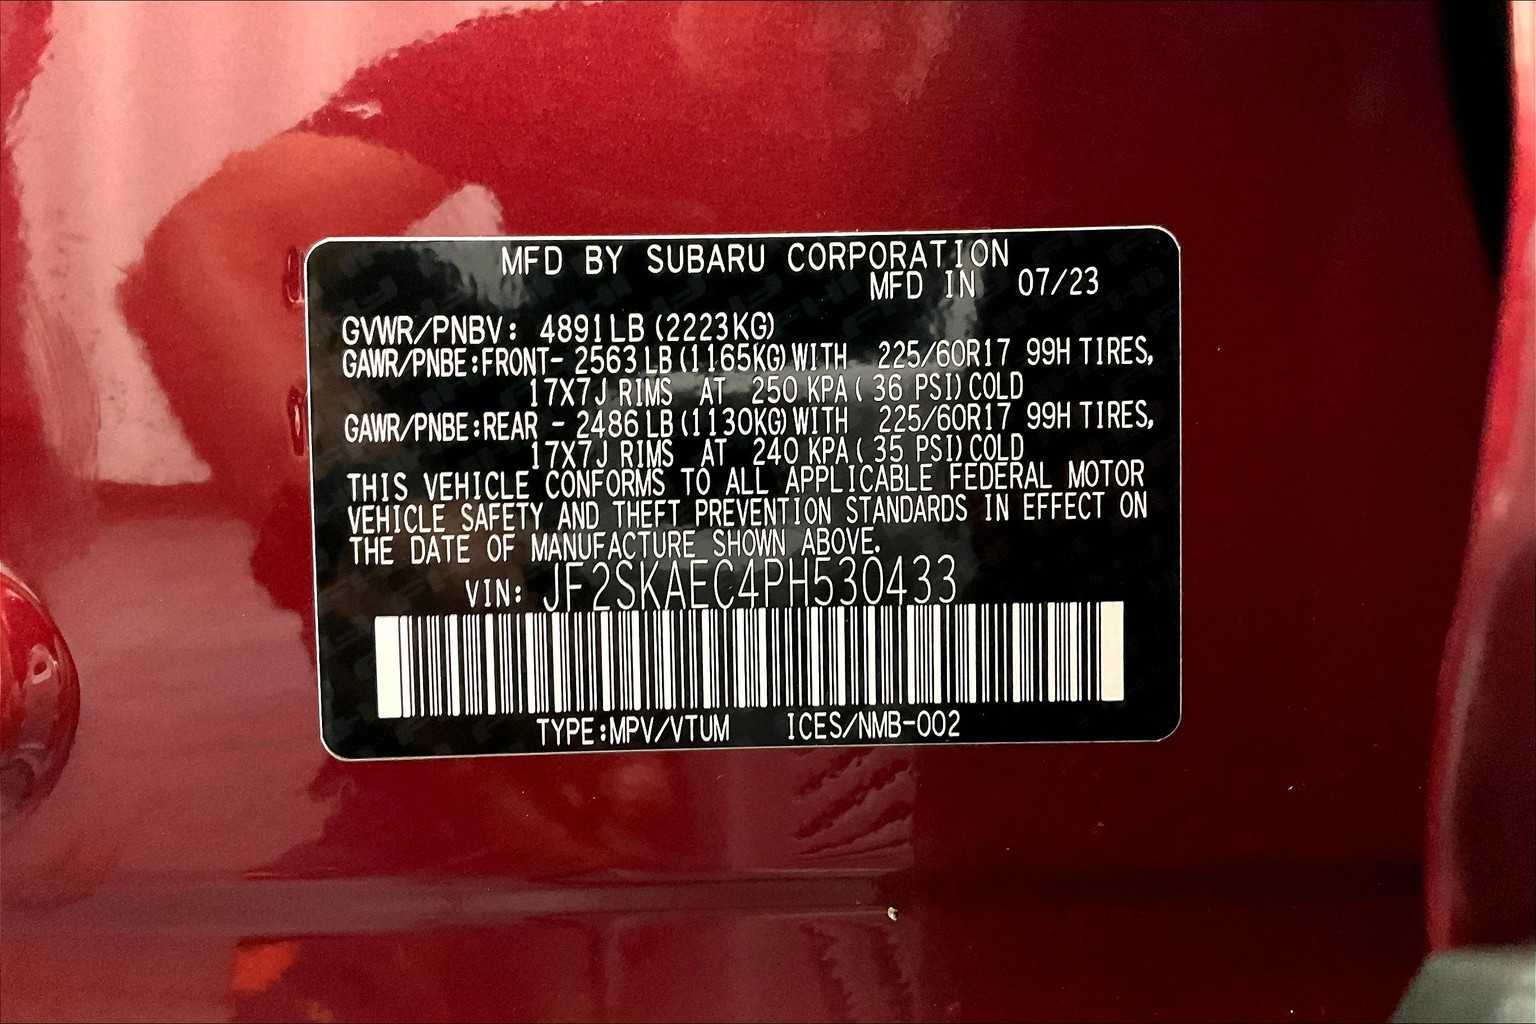 MFD BY SUBARU CORPORATION
MFD IN 07/23
GVWR/PNBV: 4891LB (2223KG)
GAWR/PNBE:FRONT- 2563LB(1165KG)WITH 225/60R17 99H TIRES,
17X7J RIMS AT 250 KPA( 36 PSI)COLD
GAWR/PNBE:REAR - 2486LB(1130KG)WITH 225/60R17 99H TIRES,
17X7J RIMS AT 240 KPA( 35 PSI)COLD
THIS VEHICLE CONFORMS TO ALL APPLICABLE FEDERAL MOTOR
VEHICLE SAFETY AND THEFT PREVENTION STANDARDS IN EFFECT ON
THE DATE OF MANUFACTURE SHOWN ABOVE.
VIN: JF2SKAEC4PH530433
TYPE:MPV/VTUM ICES/NMB-002